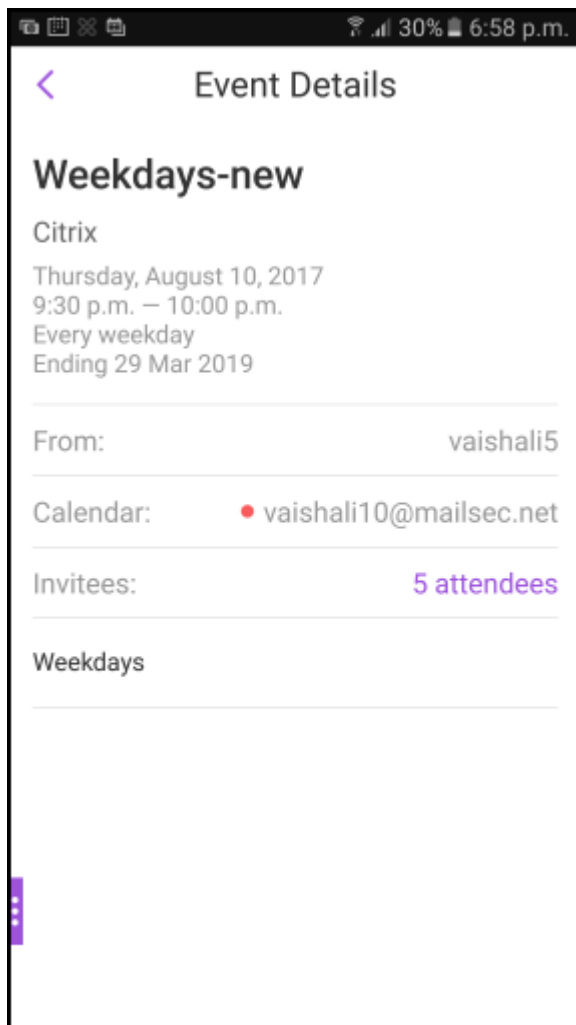 30% 6:58 p.m.
Event Details
Weekdays-new
Citrix
Thursday, August 10, 2017
9:30 p.m. — 10:00 p.m.
Every weekday
Ending 29 Mar 2019
From: vaishali5
Calendar: vaishali10@mailsec.net
Invitees: 5 attendees
Weekdays